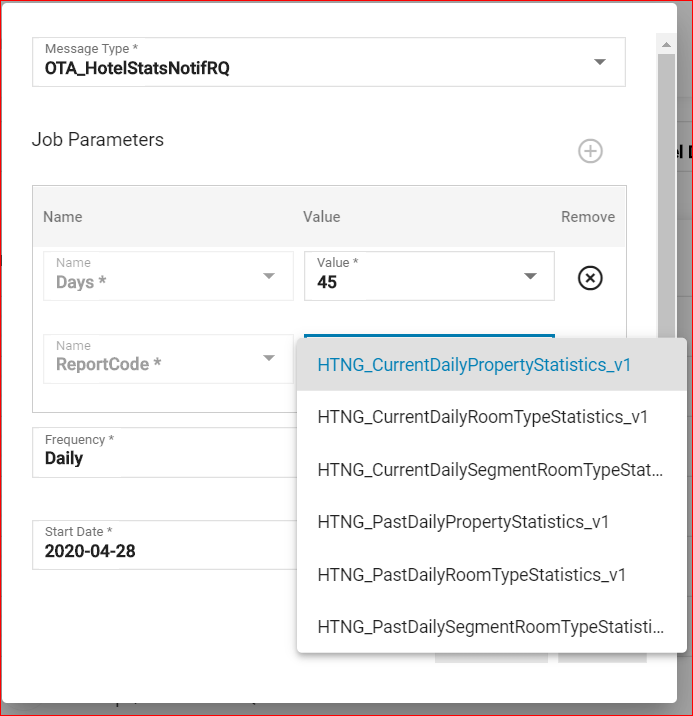 Message Type *
OTA_HotelStatsNotifRQ
Job Parameters
Name Value Remove
Name
Days *
Value *
45
Name
ReportCode *
HTNG_CurrentDailyPropertyStatistics_v1
HTNG_CurrentDailyRoomTypeStatistics_v1
HTNG_CurrentDailySegmentRoomTypeStat...
HTNG_PastDailyPropertyStatistics_v1
HTNG_PastDailyRoomTypeStatistics_v1
HTNG_PastDailySegmentRoomTypeStatisti...
Frequency *
Daily
Start Date *
2020-04-28